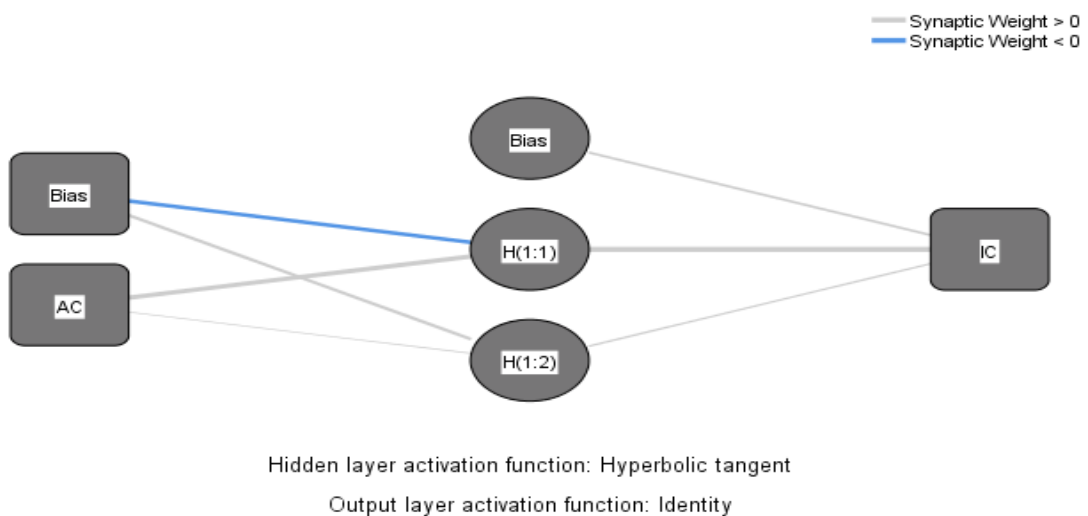 Synaptic Weight > 0
Synaptic Weight < 0
Bias
Bias
H(1:1)
IC
AC
H(1:2)
Hidden layer activation function: Hyperbolic tangent
Output layer activation function: Identity